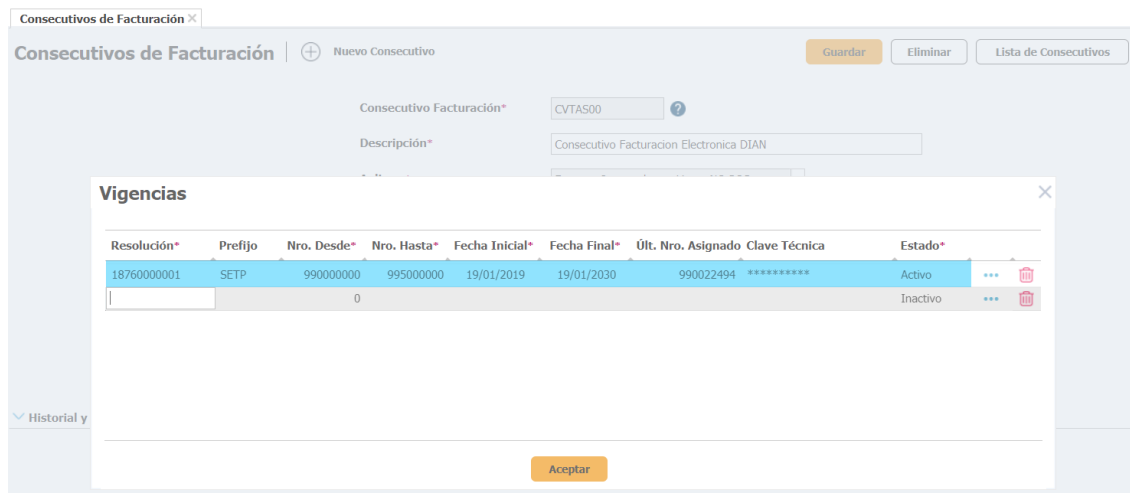 Consecutivos de Facturación ×
Consecutivos de Facturación Nuevo Consecutivo Guardar Eliminar Lista de Consecutivos
Consecutivo Facturación* CVTAS00 ?
Descripción* Consecutivo Facturacion Electronica DIAN
Vigencias ×
Resolución* Prefijo Nro. Desde* Nro. Hasta* Fecha Inicial* Fecha Final* Últ. Nro. Asignado Clave Técnica Estado*
18760000001 SETP 990000000 995000000 19/01/2019 19/01/2030 990022494 ********** Activo ...
0 Inactivo ...
Historial y
Aceptar